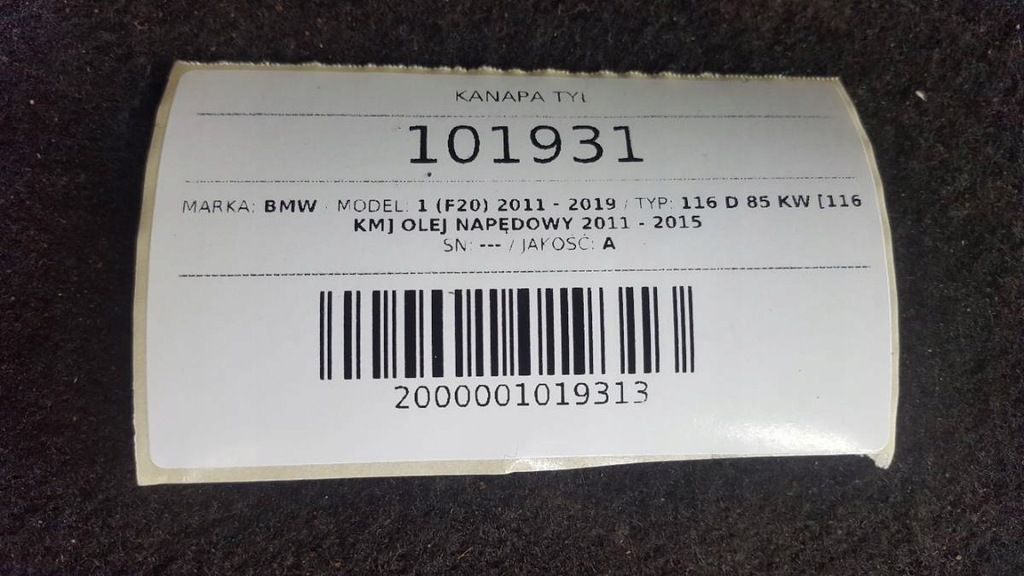 KANAPA TYŁ
101931
MARKA: BMW / MODEL: 1 (F20) 2011 - 2019 / TYP: 116 D 85 KW [116
KM] OLEJ NAPĘDOWY 2011 - 2015
SN: --- / JAKOŚĆ: A
2000001019313